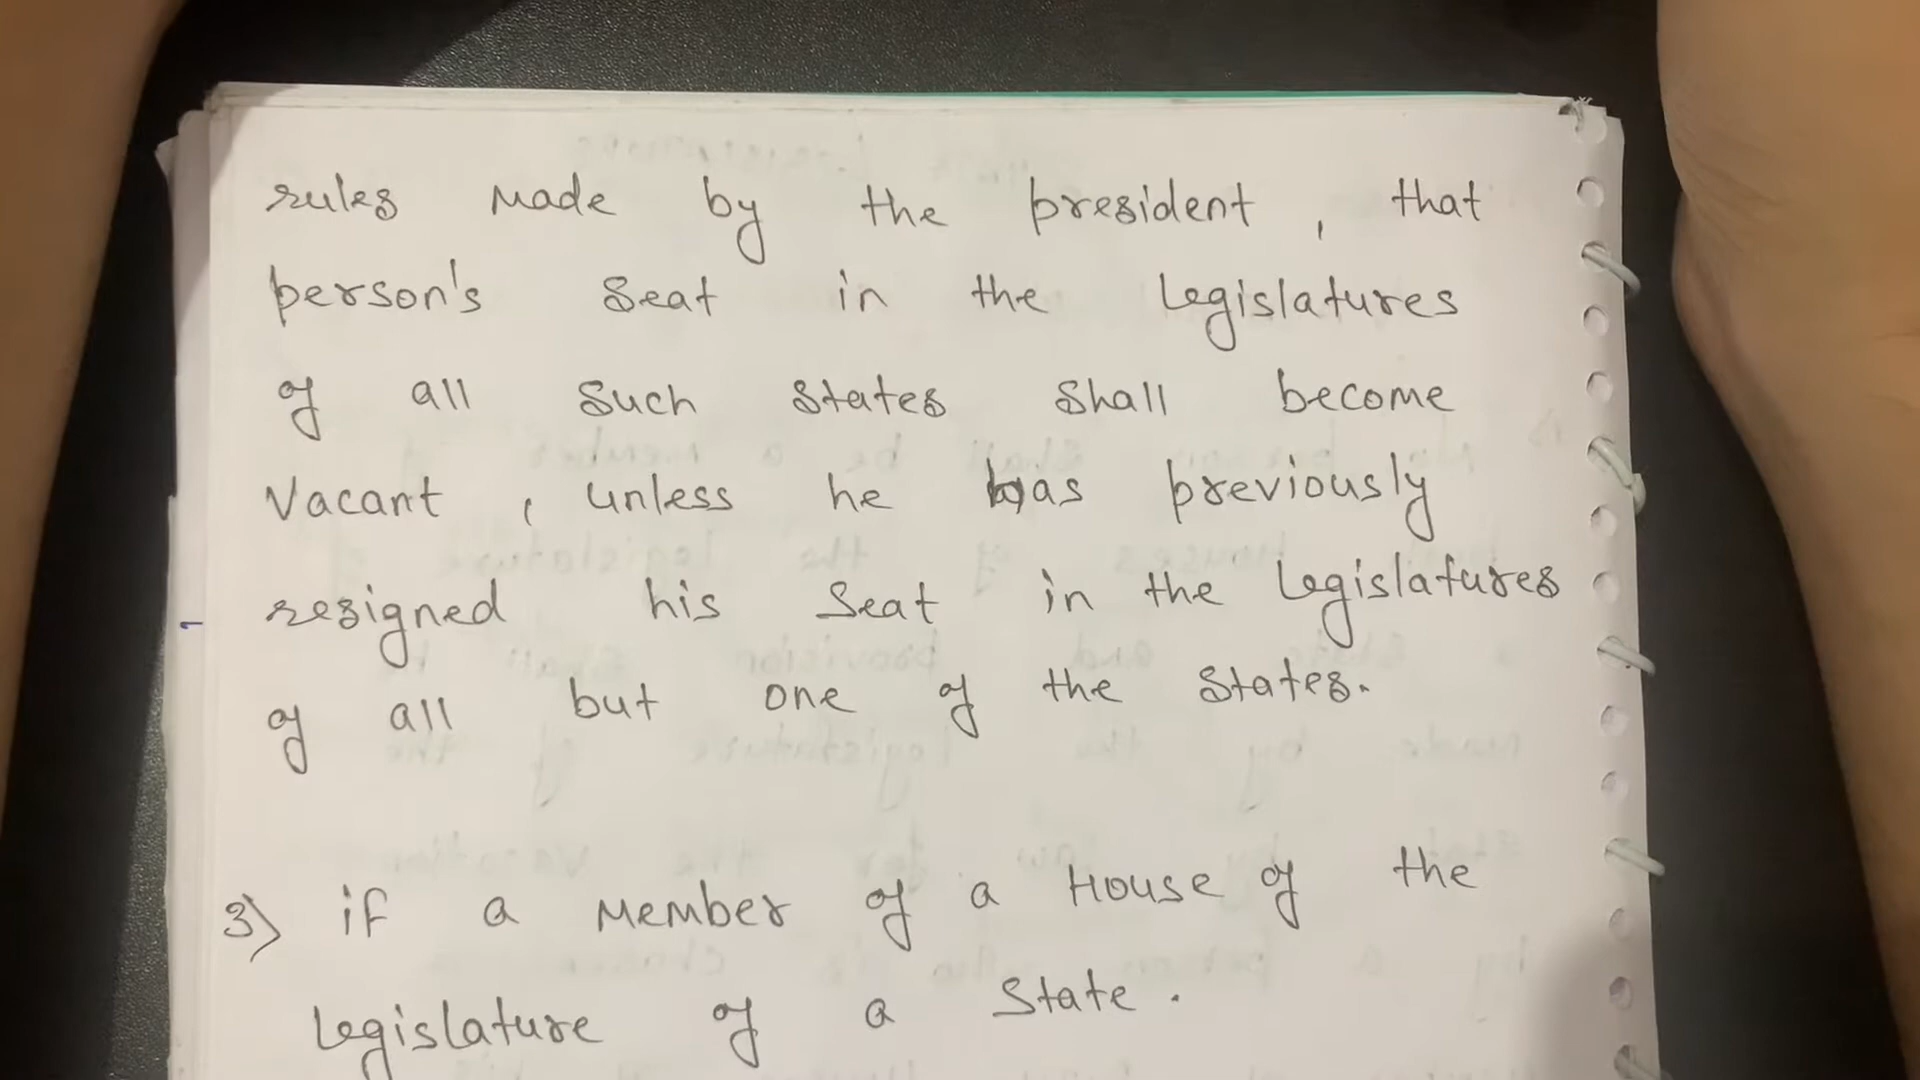 rules made by the president, that
person's seat in the Legislatures
of all such states shall become
vacant, unless he has previously
resigned his seat in the Legislatures
of all but one of the states.
3) if a member of a House of the
Legislature of a State.